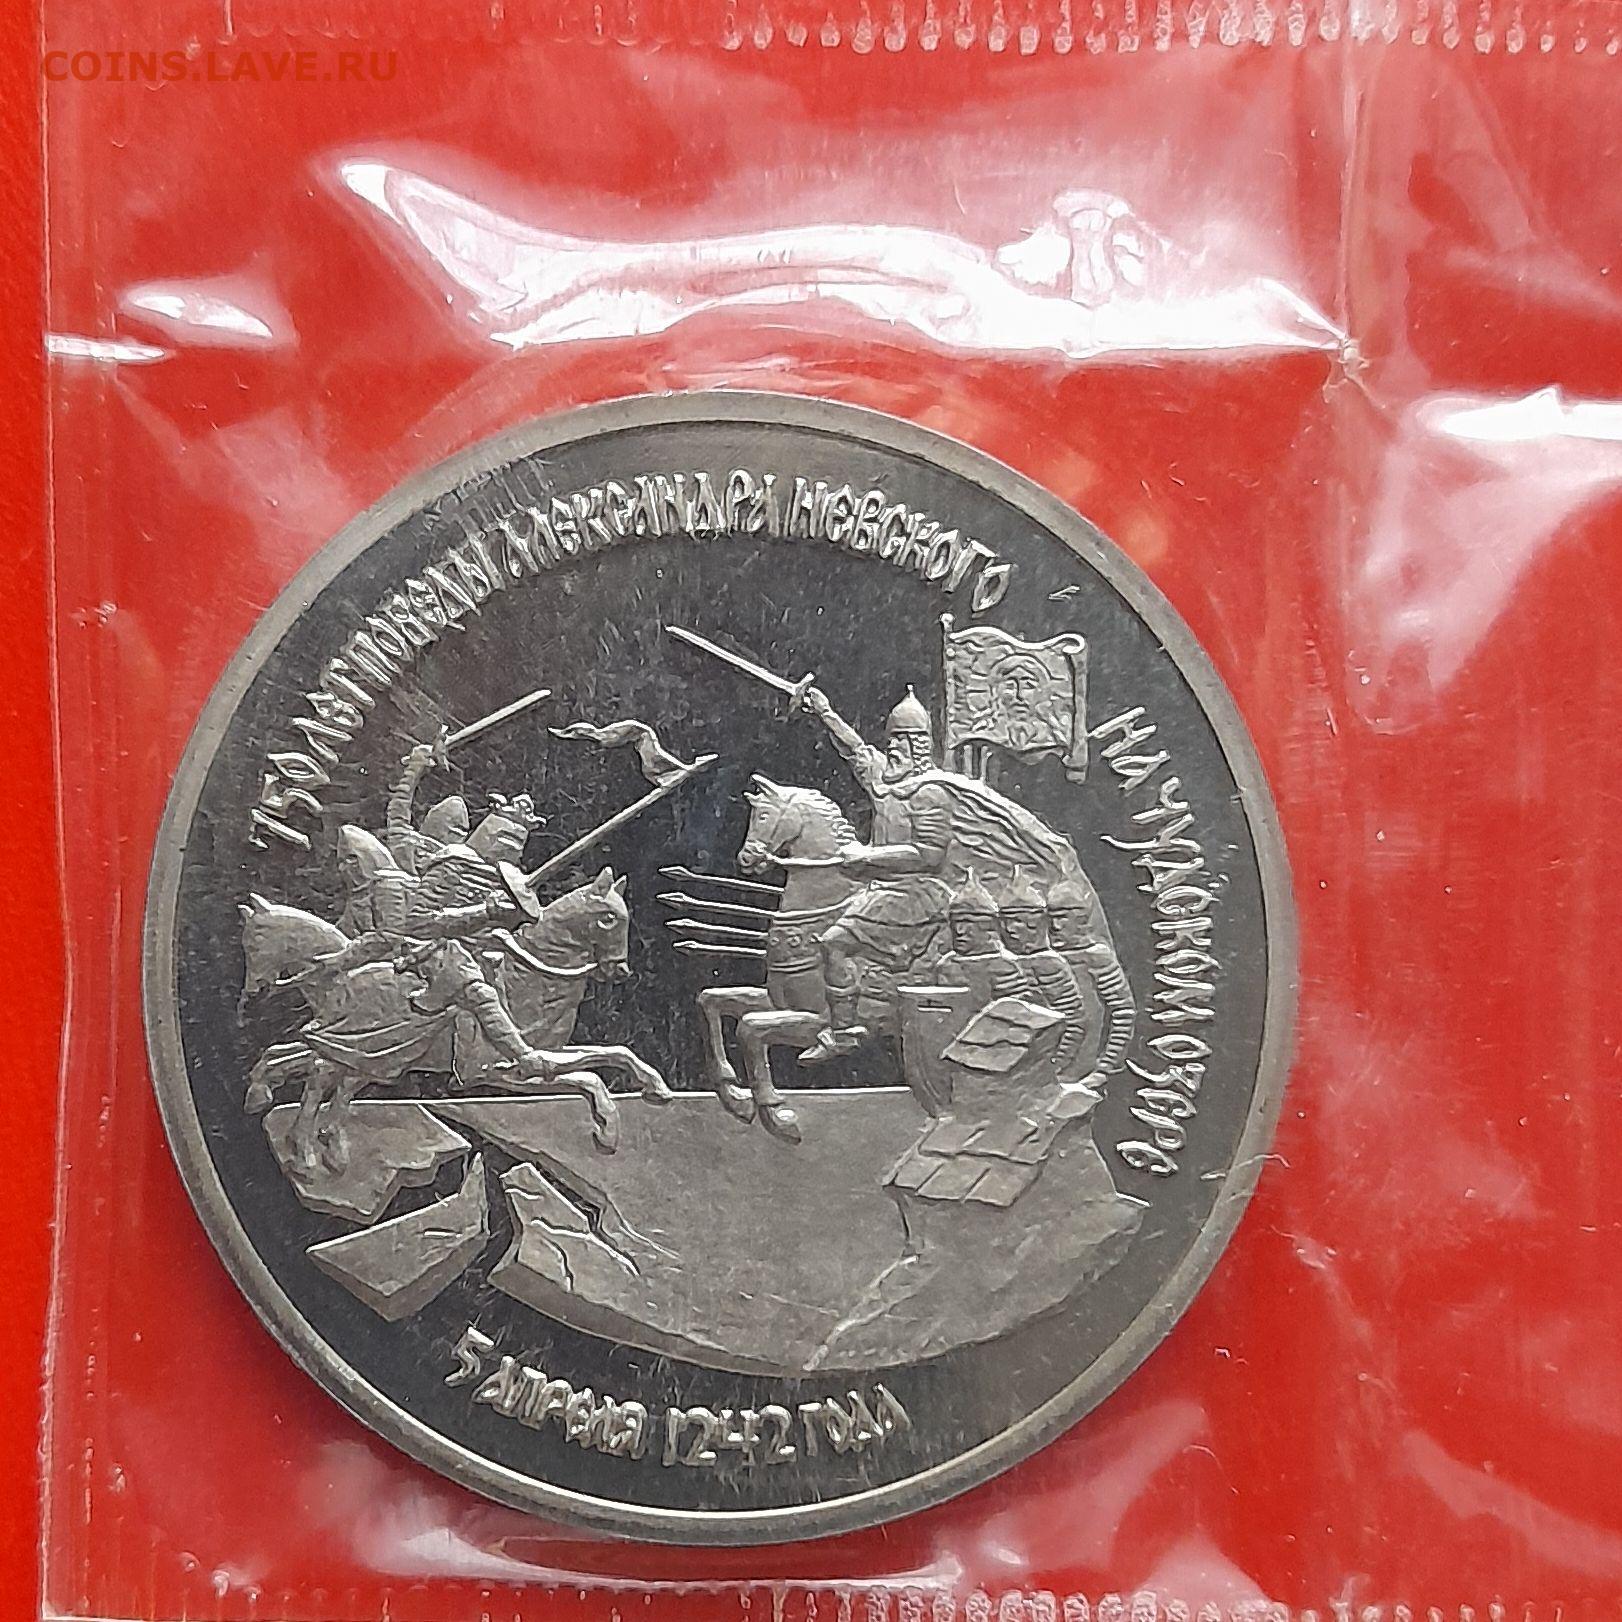 COINS.LAVE.RU
750 ЛЕТ ПОБЕДЫ АЛЕКСАНДРА НЕВСКОГО
НА ЧУДСКОМ ОЗЕРЕ
5 АПРЕЛЯ 1242 ГОДА